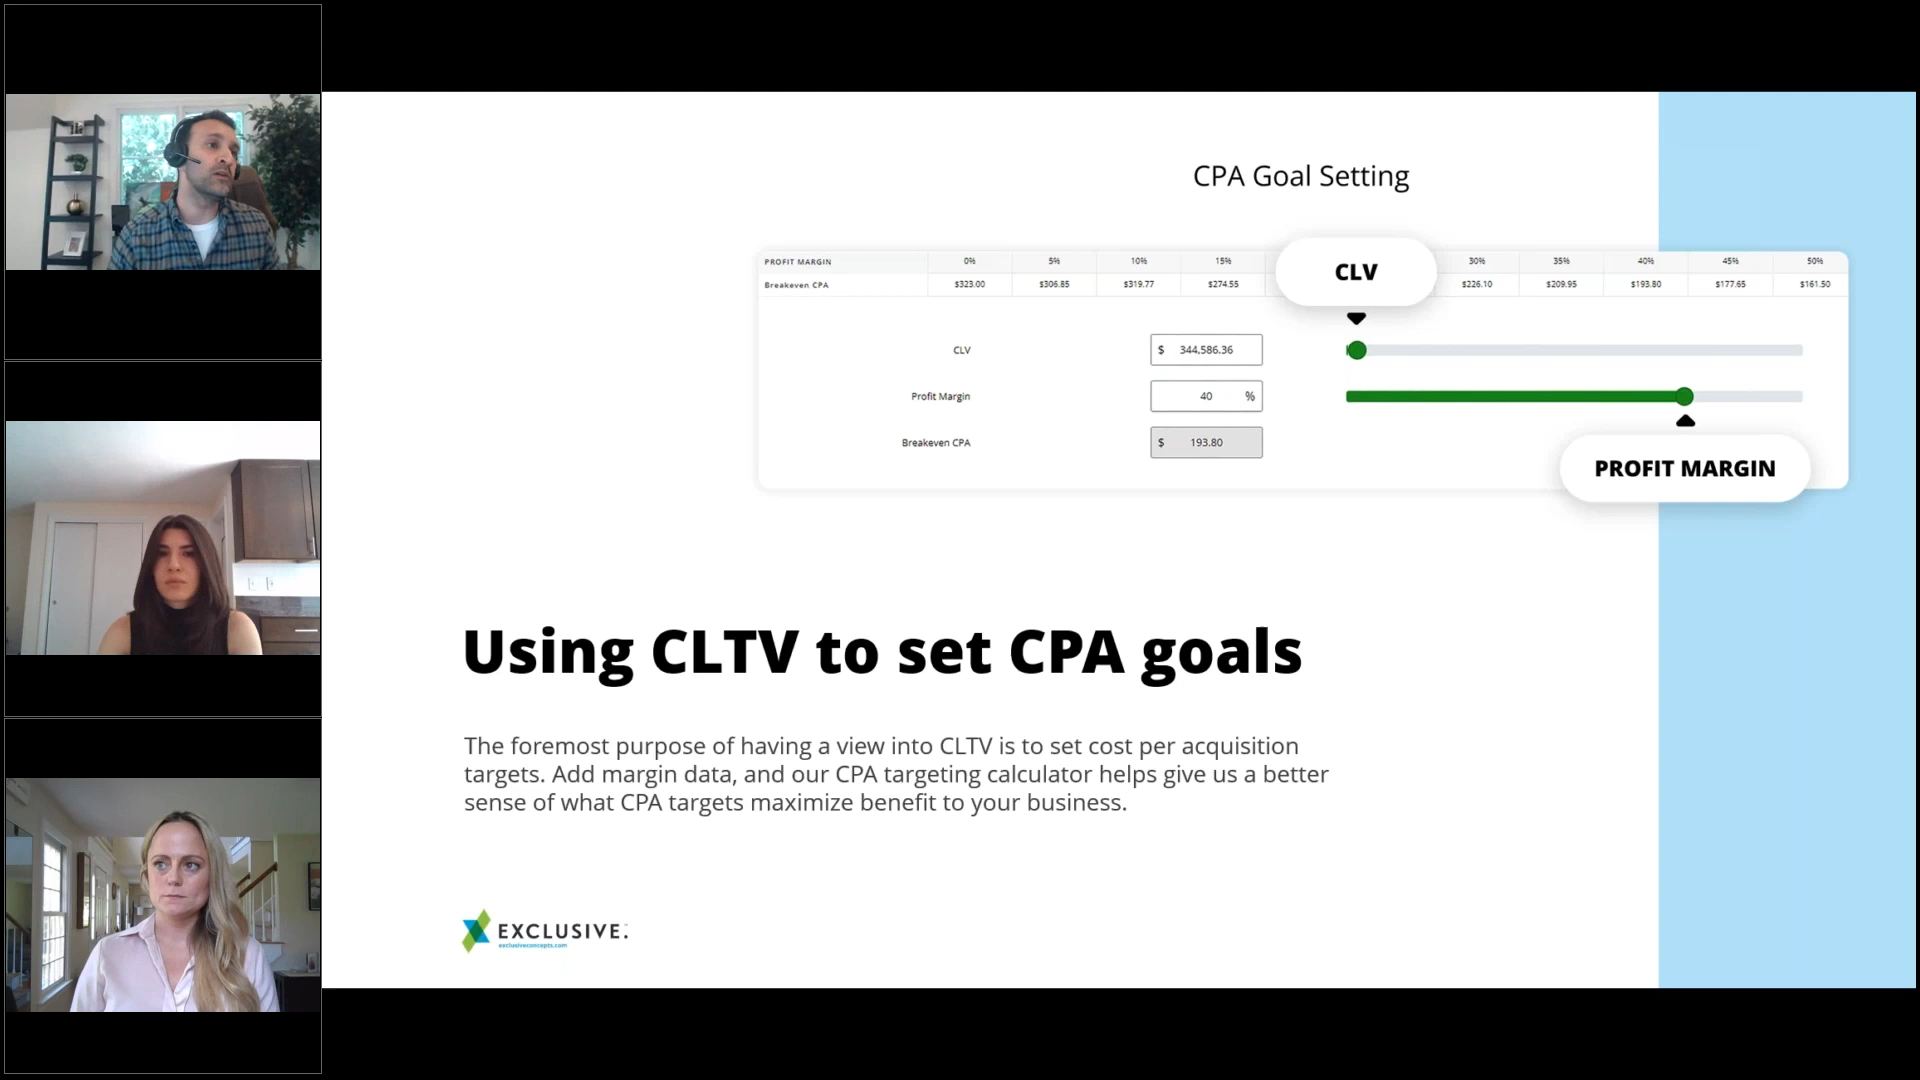 CPA Goal Setting
PROFIT MARGIN 0% 5% 10% 15% 30% 35% 40% 45% 50%
Breakeven CPA $323.00 $306.85 $319.77 $274.55 $226.10 $209.95 $193.80 $177.65 $161.50
CLV
CLV $ 344,586.36
Profit Margin 40 %
Breakeven CPA $ 193.80
PROFIT MARGIN
Using CLTV to set CPA goals
The foremost purpose of having a view into CLTV is to set cost per acquisition
targets. Add margin data, and our CPA targeting calculator helps give us a better
sense of what CPA targets maximize benefit to your business.
EXCLUSIVE.
exclusiveconcepts.com